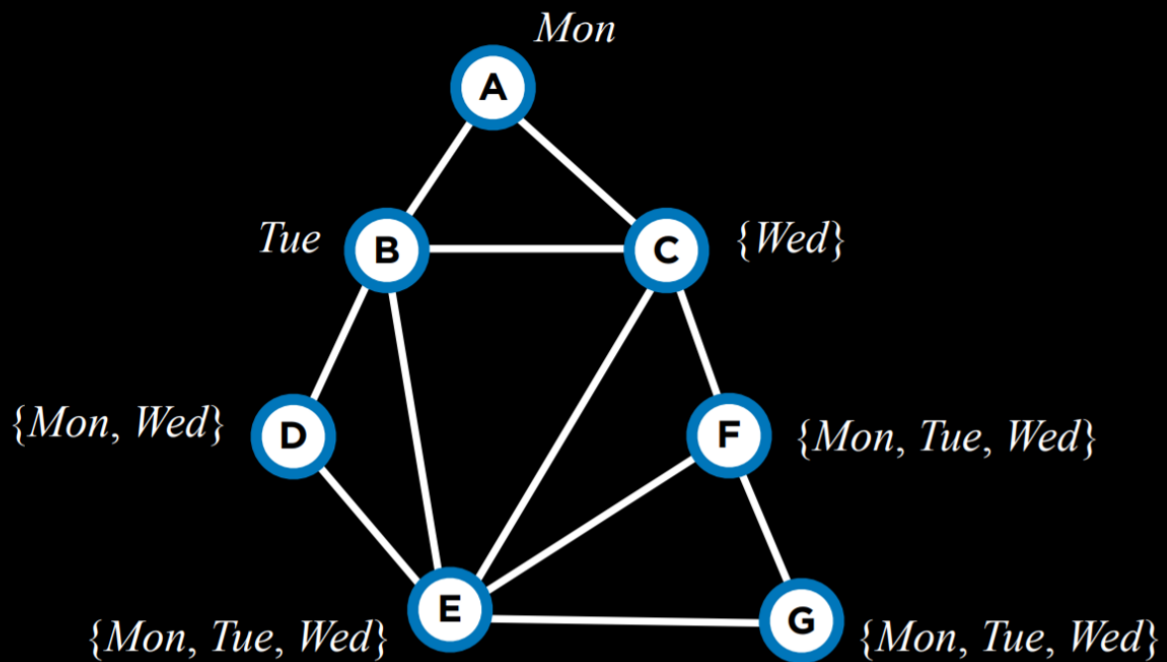 Mon
A
Tue
B
C
{Wed}
{Mon, Wed}
D
F
{Mon, Tue, Wed}
{Mon, Tue, Wed}
E
G
{Mon, Tue, Wed}